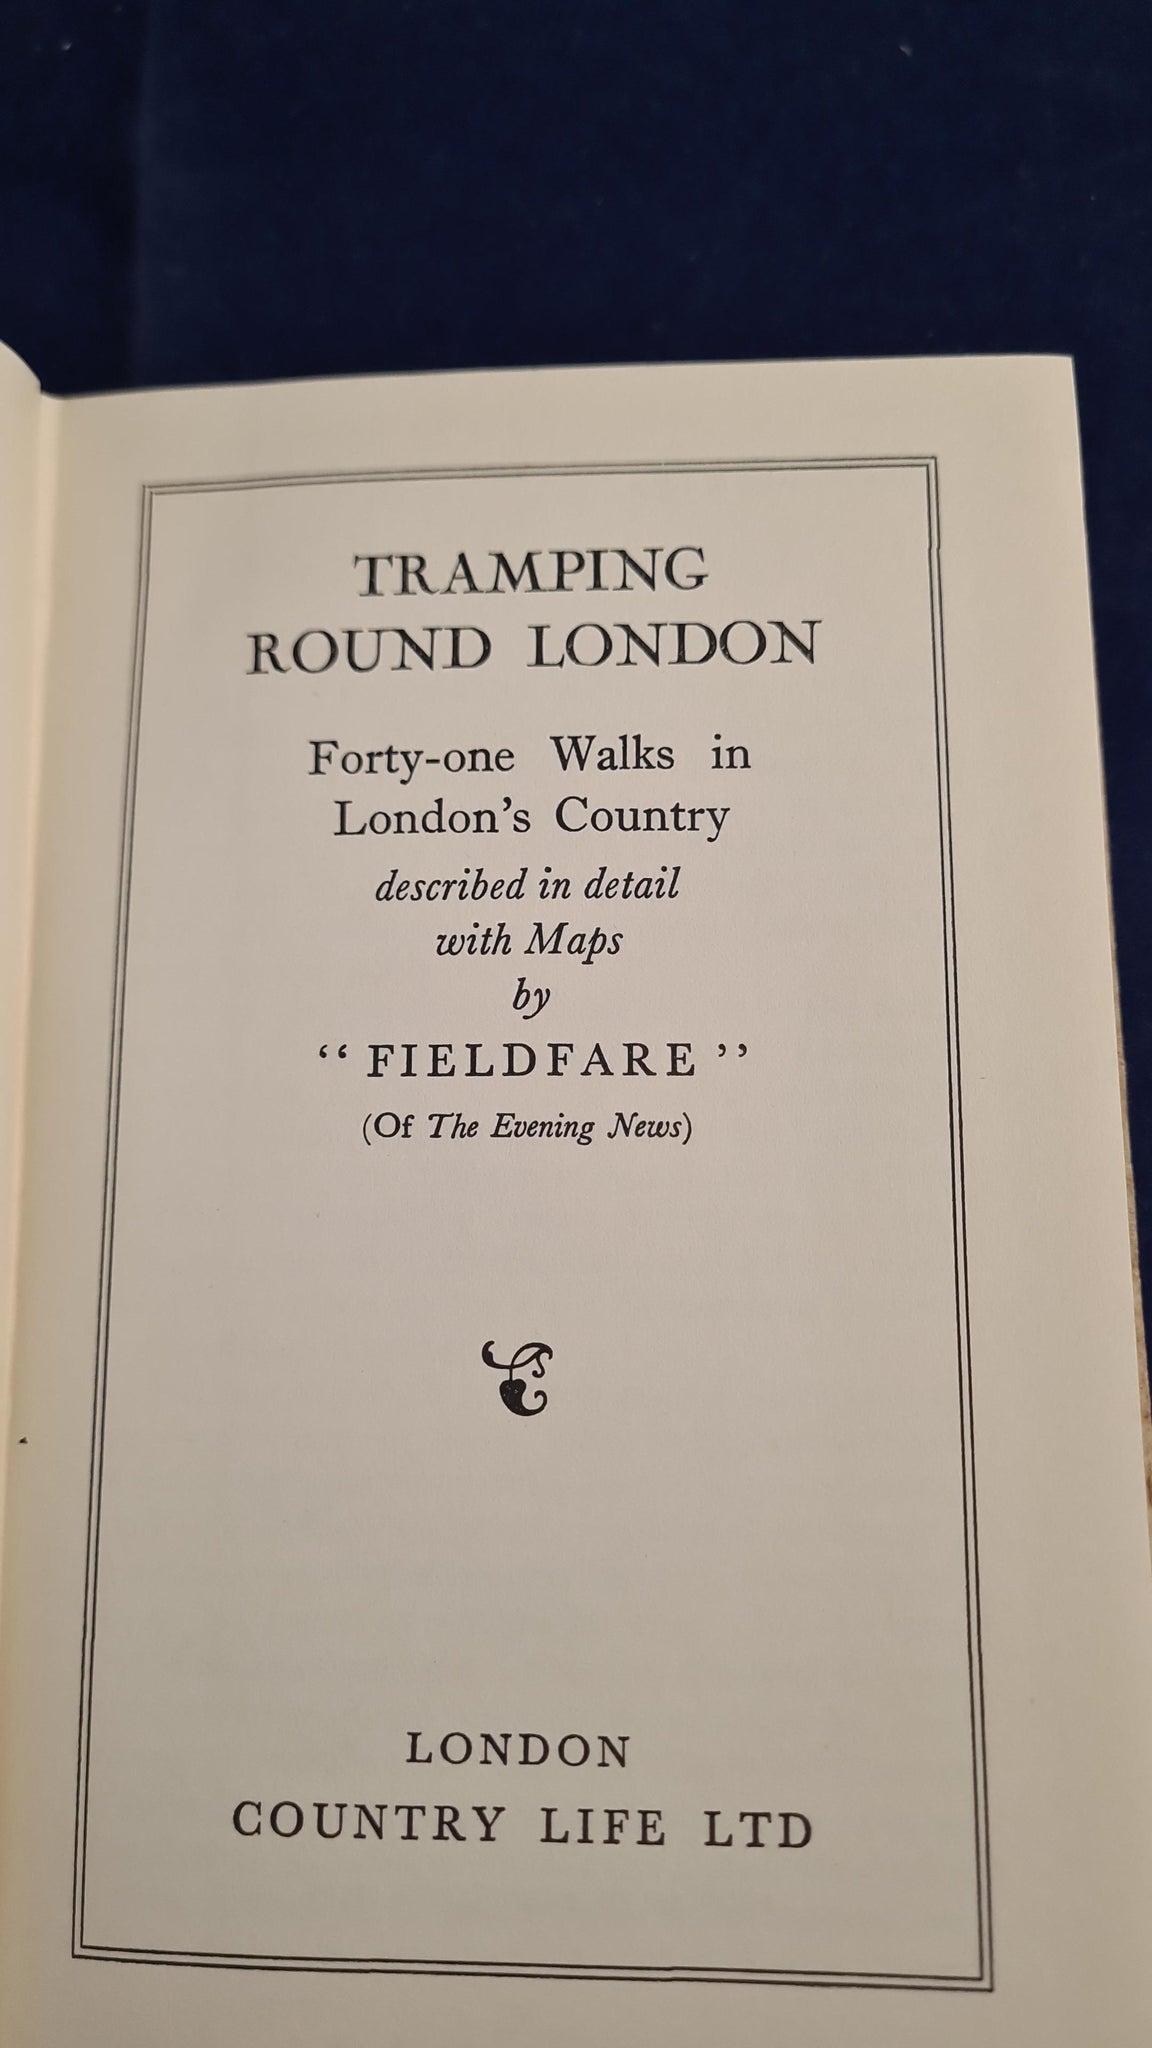 TRAMPING
ROUND LONDON
Forty-one Walks in
London's Country
described in detail
with Maps
by
“FIELDFARE”
(Of The Evening News)
LONDON
COUNTRY LIFE LTD